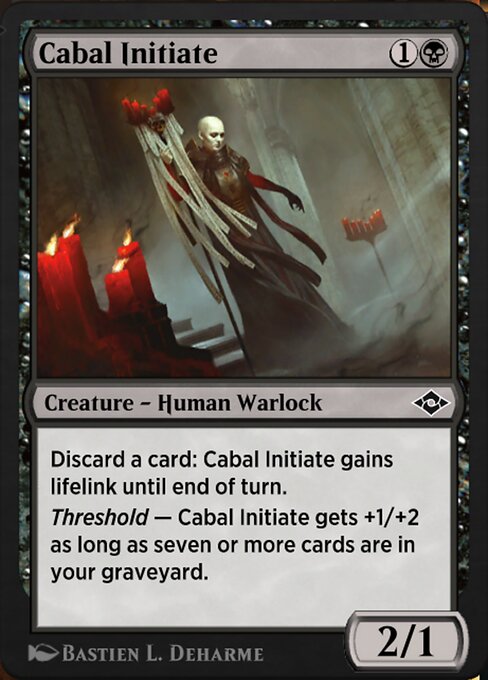 Cabal Initiate 1
Creature – Human Warlock
Discard a card: Cabal Initiate gains
lifelink until end of turn.
Threshold — Cabal Initiate gets +1/+2
as long as seven or more cards are in
your graveyard.
2/1
Bastien L. Deharme